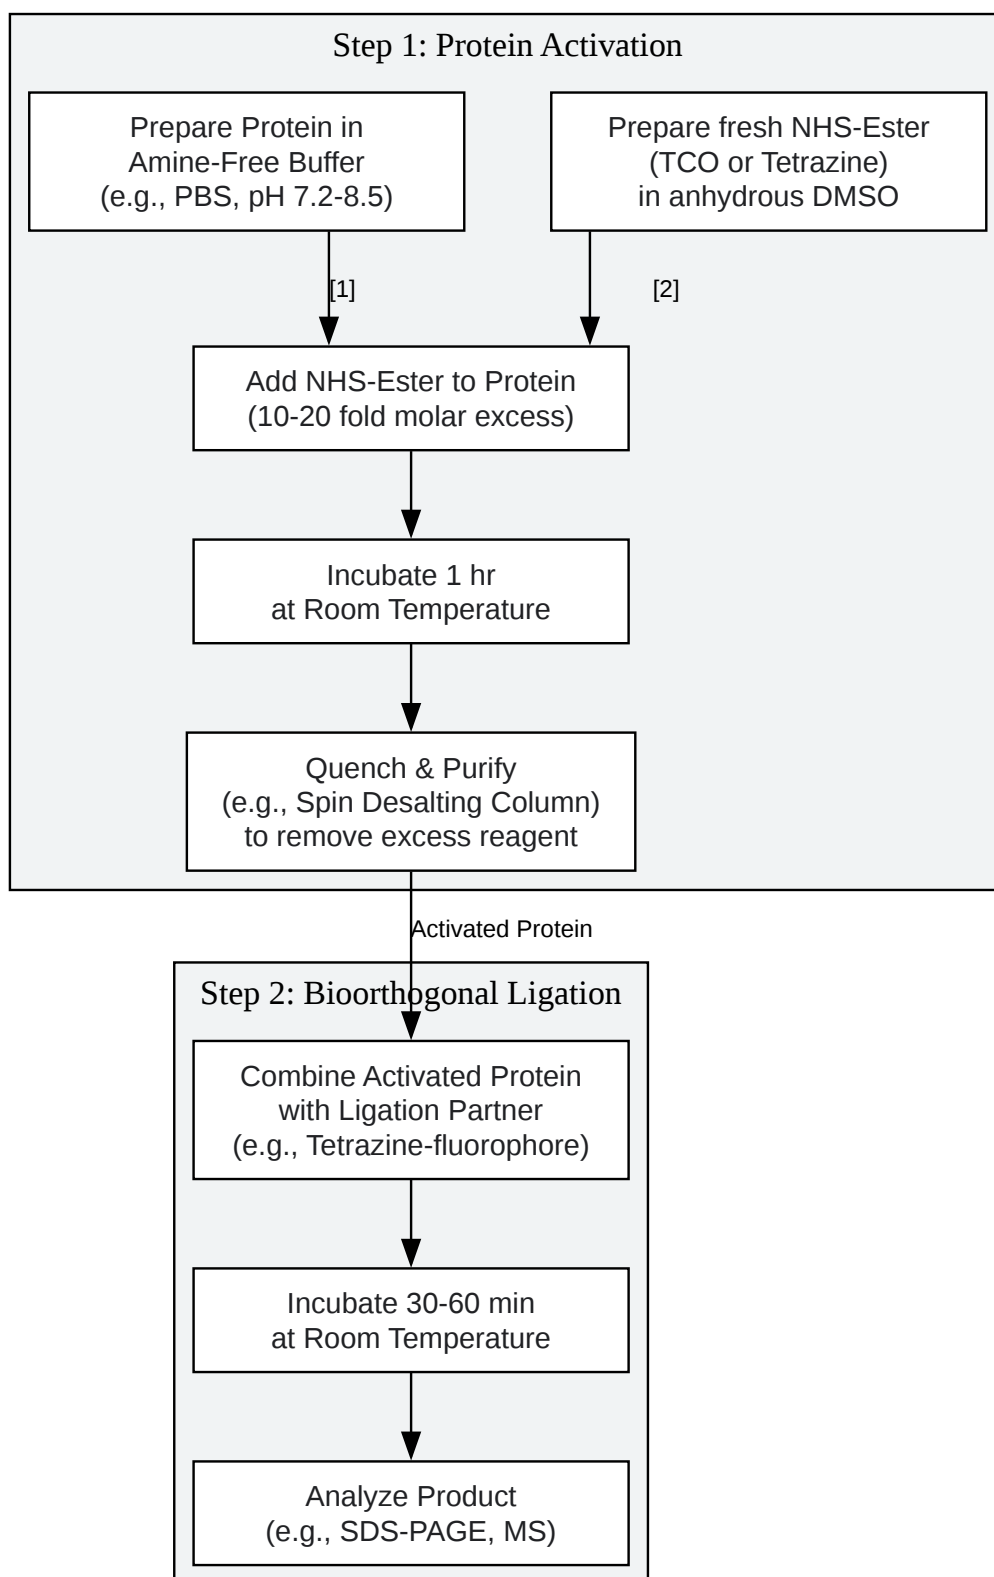 Step 1: Protein Activation
Prepare Protein in
Amine-Free Buffer
(e.g., PBS, pH 7.2-8.5)
Prepare fresh NHS-Ester
(TCO or Tetrazine)
in anhydrous DMSO
[1]
[2]
Add NHS-Ester to Protein
(10-20 fold molar excess)
Incubate 1 hr
at Room Temperature
Quench & Purify
(e.g., Spin Desalting Column)
to remove excess reagent
Activated Protein
Step 2: Bioorthogonal Ligation
Combine Activated Protein
with Ligation Partner
(e.g., Tetrazine-fluorophore)
Incubate 30-60 min
at Room Temperature
Analyze Product
(e.g., SDS-PAGE, MS)